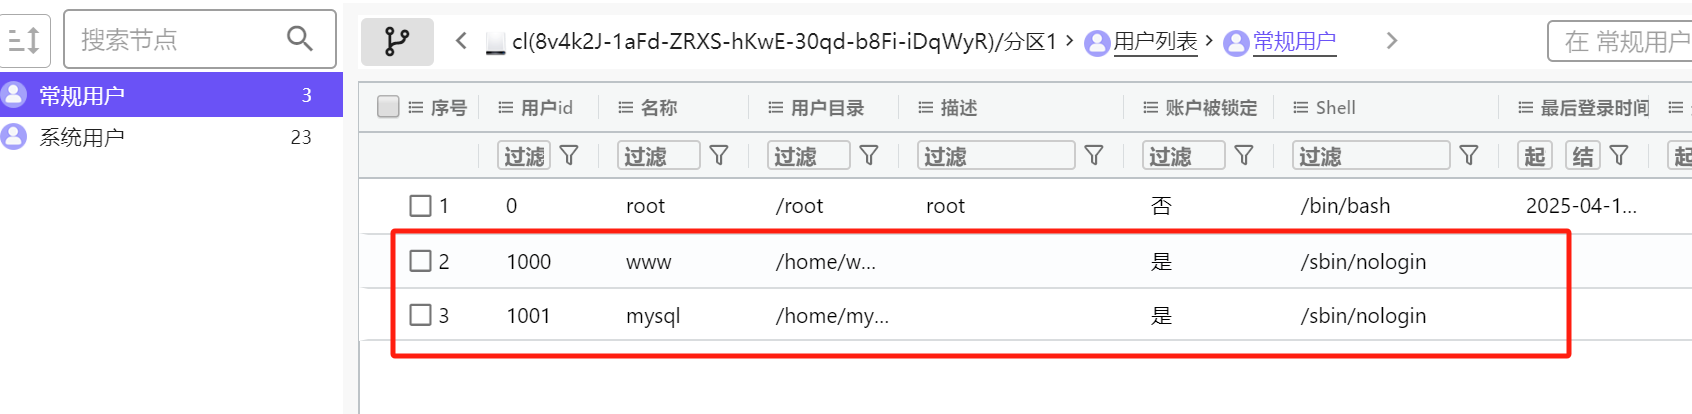 搜索节点
cl(8v4k2J-1aFd-ZRXS-hKwE-30qd-b8Fi-iDqWyR)/分区1 用户列表 常规用户
在 常规用户
常规用户 3
系统用户 23
序号 用户id 名称 用户目录 描述 账户被锁定 Shell 最后登录时间
过滤 过滤 过滤 过滤 过滤 过滤 起 结 起
1 0 root /root root 否 /bin/bash 2025-04-1...
2 1000 www /home/w... 是 /sbin/nologin
3 1001 mysql /home/my... 是 /sbin/nologin